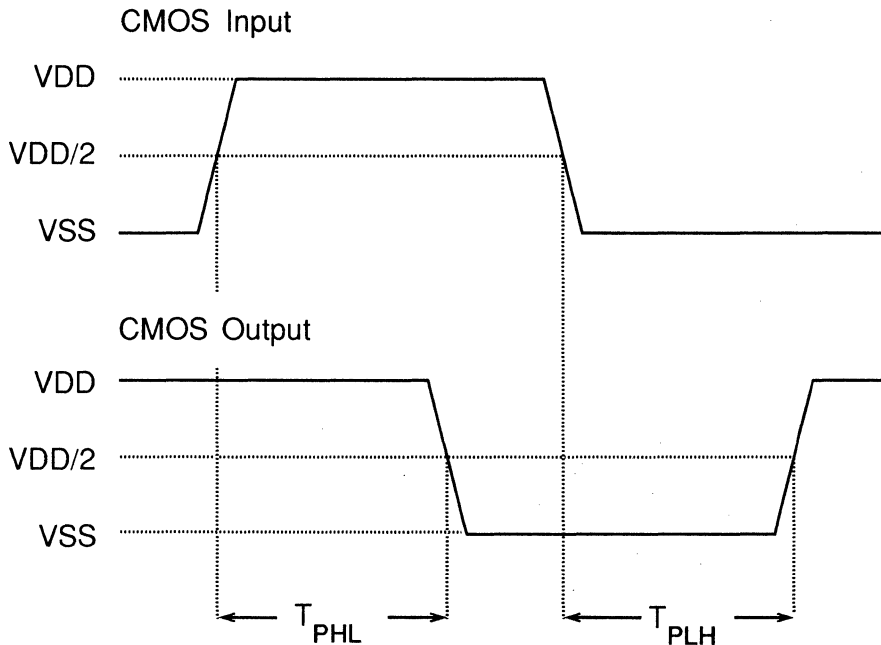 CMOS Input
VDD
VDD/2
VSS
CMOS Output
VDD
VDD/2
VSS
TPHL
TPLH